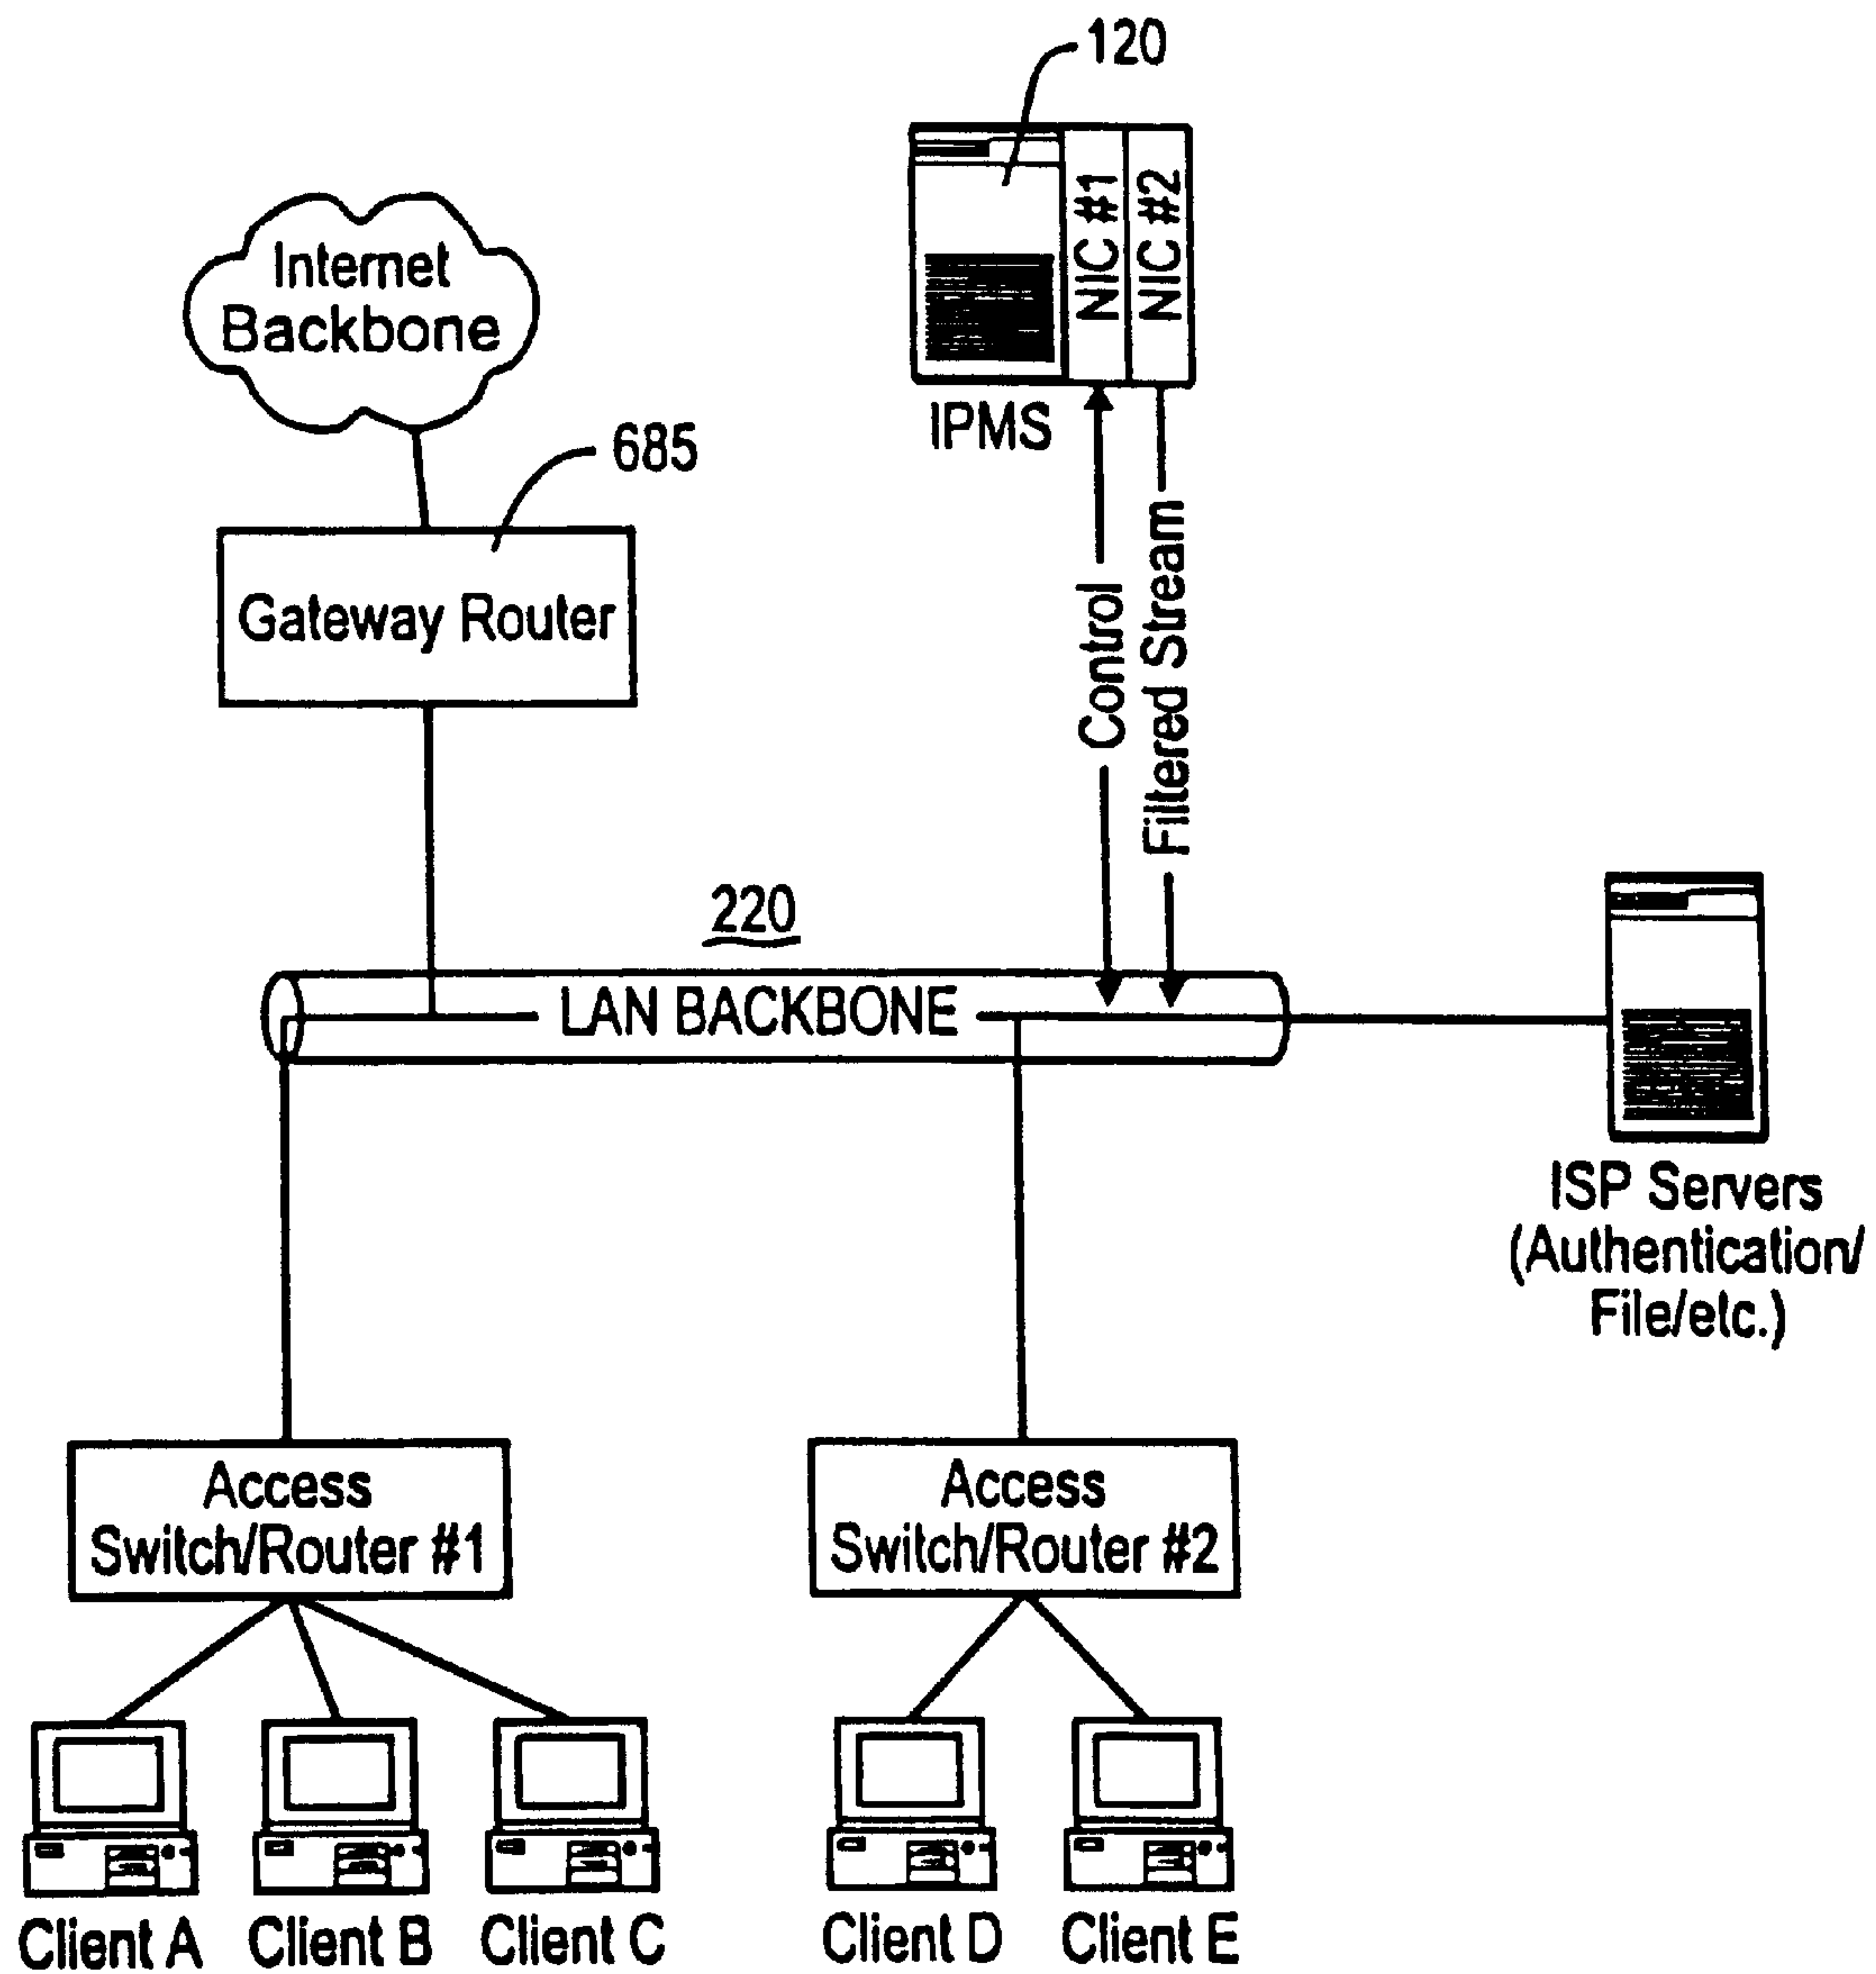 120
NIC #1
NIC #2
IPMS
Internet
Backbone
685
Gateway Router
Control
Filtered Stream
220
LAN BACKBONE
ISP Servers
(Authentication/
File/etc.)
Access
Switch/Router #1
Access
Switch/Router #2
Client A
Client B
Client C
Client D
Client E